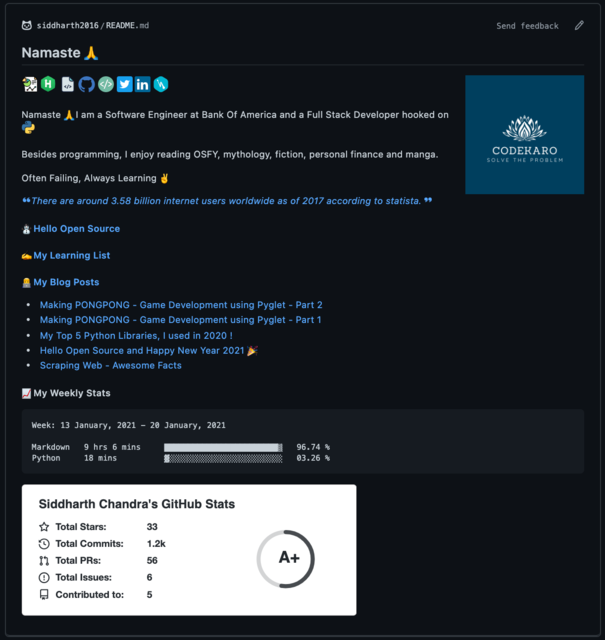 siddharth2016/README.md
Send feedback
Namaste 🙏
Namaste 🙏 I am a Software Engineer at Bank Of America and a Full Stack Developer hooked on
Besides programming, I enjoy reading OSFY, mythology, fiction, personal finance and manga.
Often Failing, Always Learning ✌
❝There are around 3.58 billion internet users worldwide as of 2017 according to statista. ❞
CODEKARO
SOLVE THE PROBLEM
Hello Open Source
My Learning List
My Blog Posts
• Making PONGPONG - Game Development using Pyglet - Part 2
• Making PONGPONG - Game Development using Pyglet - Part 1
• My Top 5 Python Libraries, I used in 2020 !
• Hello Open Source and Happy New Year 2021 🎉
• Scraping Web - Awesome Facts
📈My Weekly Stats
Week: 13 January, 2021 - 20 January, 2021
Markdown 9 hrs 6 mins 96.74 %
Python 18 mins 03.26 %
Siddharth Chandra's GitHub Stats
Total Stars: 33
Total Commits: 1.2k
Total PRs: 56
Total Issues: 6
Contributed to: 5
A+